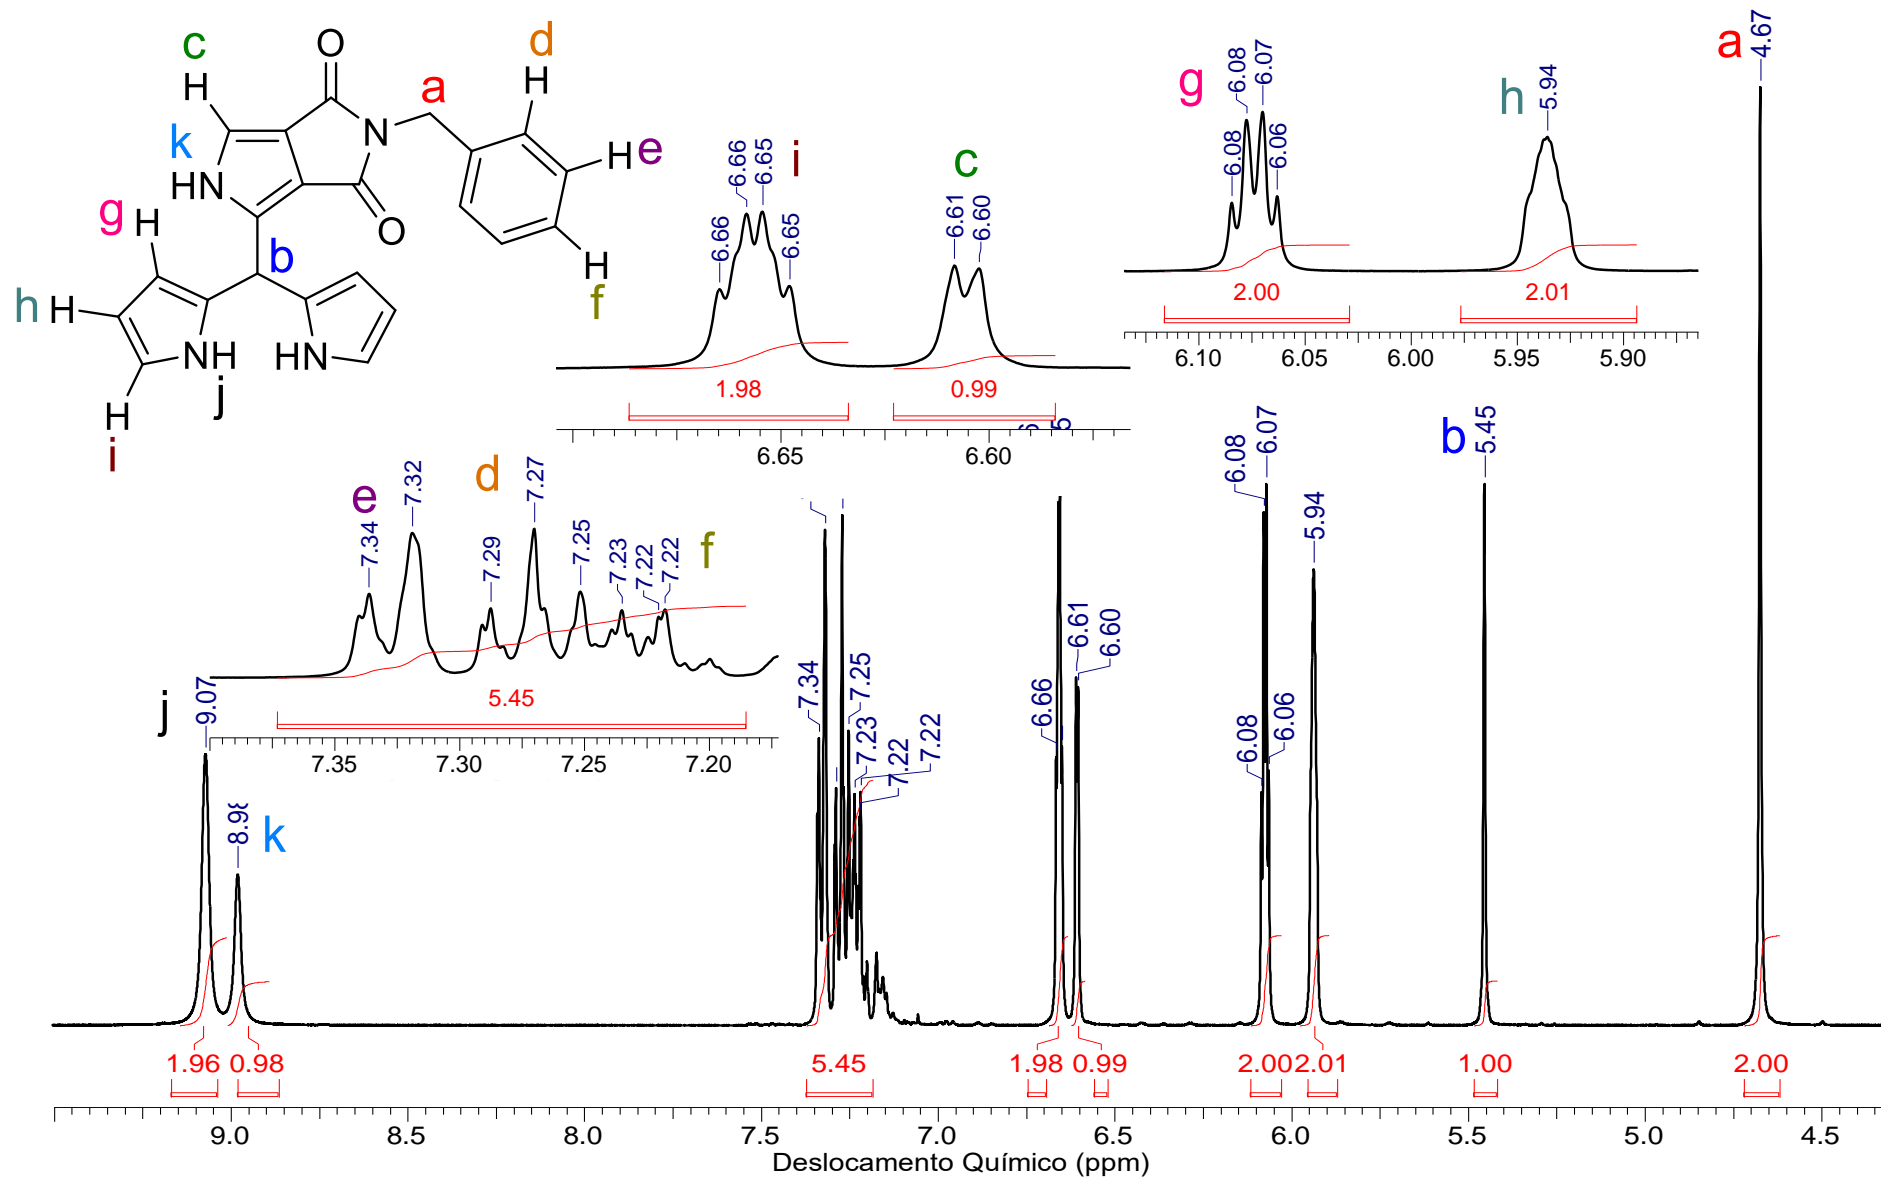 c
H
O
d
H
a
N
k
HN
O
H e
H
f
g H
b
h H
NH
HN
j
H
i
6.66
6.66
6.65
6.65
i
c
6.61
6.60
1.98
0.99
6.65
6.60
g
6.08
6.08
6.07
6.06
h
5.94
2.00
2.01
6.10
6.05
6.00
5.95
5.90
a
4.67
e
7.34
7.32
d
7.29
7.27
7.25
7.23
7.22
7.22
f
5.45
7.35
7.30
7.25
7.20
j
9.07
8.98
k
7.34
7.25
7.23
7.22
7.22
6.66
6.61
6.60
6.08
6.08
6.07
6.06
5.94
b
5.45
1.96
0.98
5.45
1.98
0.99
2.00
2.01
1.00
2.00
9.0
8.5
8.0
7.5
7.0
6.5
6.0
5.5
5.0
4.5
Deslocamento Químico (ppm)